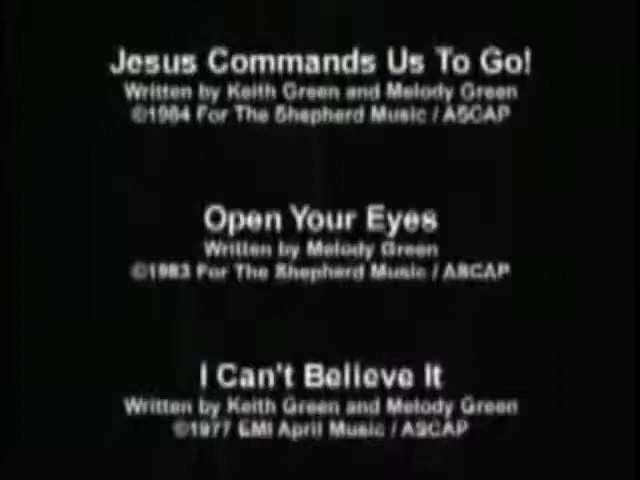 Jesus Commands Us To Go!
Written by Keith Green and Melody Green
©1984 For The Shepherd Music / ASCAP
Open Your Eyes
Written by Melody Green
©1983 For The Shepherd Music / ASCAP
I Can't Believe It
Written by Keith Green and Melody Green
©1977 EMI April Music / ASCAP